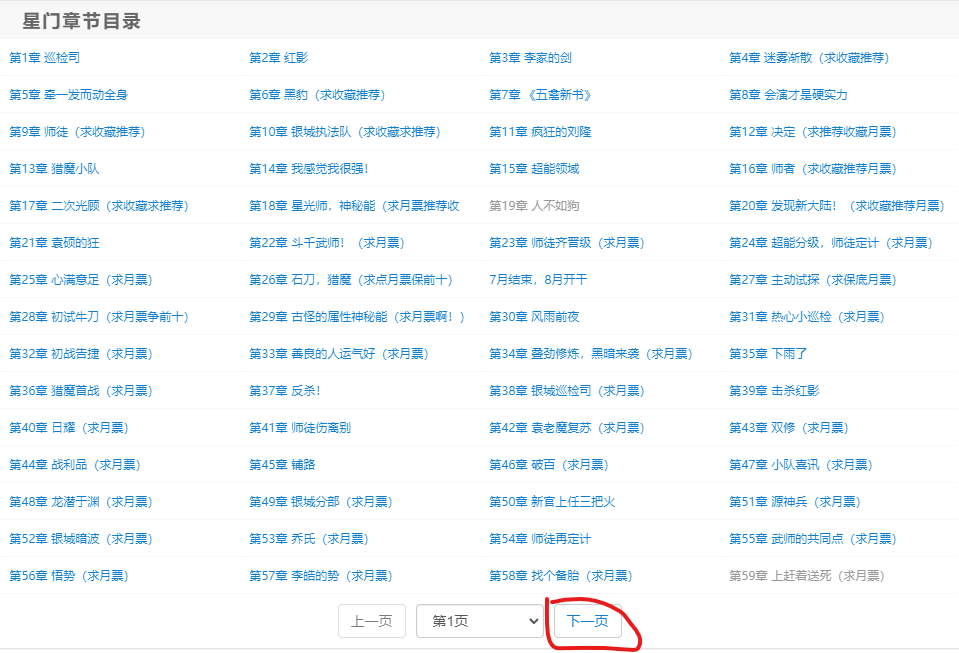 星门章节目录
第1章 巡检司
第2章 红影
第3章 李家的剑
第4章 迷雾渐散（求收藏推荐）
第5章 牵一发而动全身
第6章 黑豹（求收藏推荐）
第7章 《五禽新书》
第8章 会演才是硬实力
第9章 师徒（求收藏推荐）
第10章 银城执法队（求收藏求推荐）
第11章 疯狂的刘隆
第12章 决定（求推荐收藏月票）
第13章 猎魔小队
第14章 我感觉我很强！
第15章 超能领域
第16章 师者（求收藏推荐月票）
第17章 二次光顾（求收藏求推荐）
第18章 星光师，神秘能（求月票推荐收
第19章 人不如狗
第20章 发现新大陆！（求收藏推荐月票）
第21章 袁硕的狂
第22章 斗千武师！（求月票）
第23章 师徒齐晋级（求月票）
第24章 超能分级，师徒定计（求月票）
第25章 心满意足（求月票）
第26章 石刀，猎魔（求点月票保前十）
7月结束，8月开干
第27章 主动试探（求保底月票）
第28章 初试牛刀（求月票争前十）
第29章 古怪的属性神秘能（求月票啊！）
第30章 风雨前夜
第31章 热心小巡检（求月票）
第32章 初战告捷（求月票）
第33章 善良的人运气好（求月票）
第34章 叠劲修炼，黑暗来袭（求月票）
第35章 下雨了
第36章 猎魔首战（求月票）
第37章 反杀！
第38章 银城巡检司（求月票）
第39章 击杀红影
第40章 日耀（求月票）
第41章 师徒伤离别
第42章 袁老魔复苏（求月票）
第43章 双修（求月票）
第44章 战利品（求月票）
第45章 铺路
第46章 破百（求月票）
第47章 小队喜讯（求月票）
第48章 龙潜于渊（求月票）
第49章 银城分部（求月票）
第50章 新官上任三把火
第51章 源神兵（求月票）
第52章 银城暗波（求月票）
第53章 乔氏（求月票）
第54章 师徒再定计
第55章 武师的共同点（求月票）
第56章 悟势（求月票）
第57章 李皓的势（求月票）
第58章 找个备胎（求月票）
第59章 上赶着送死（求月票）
上一页 第1页 下一页